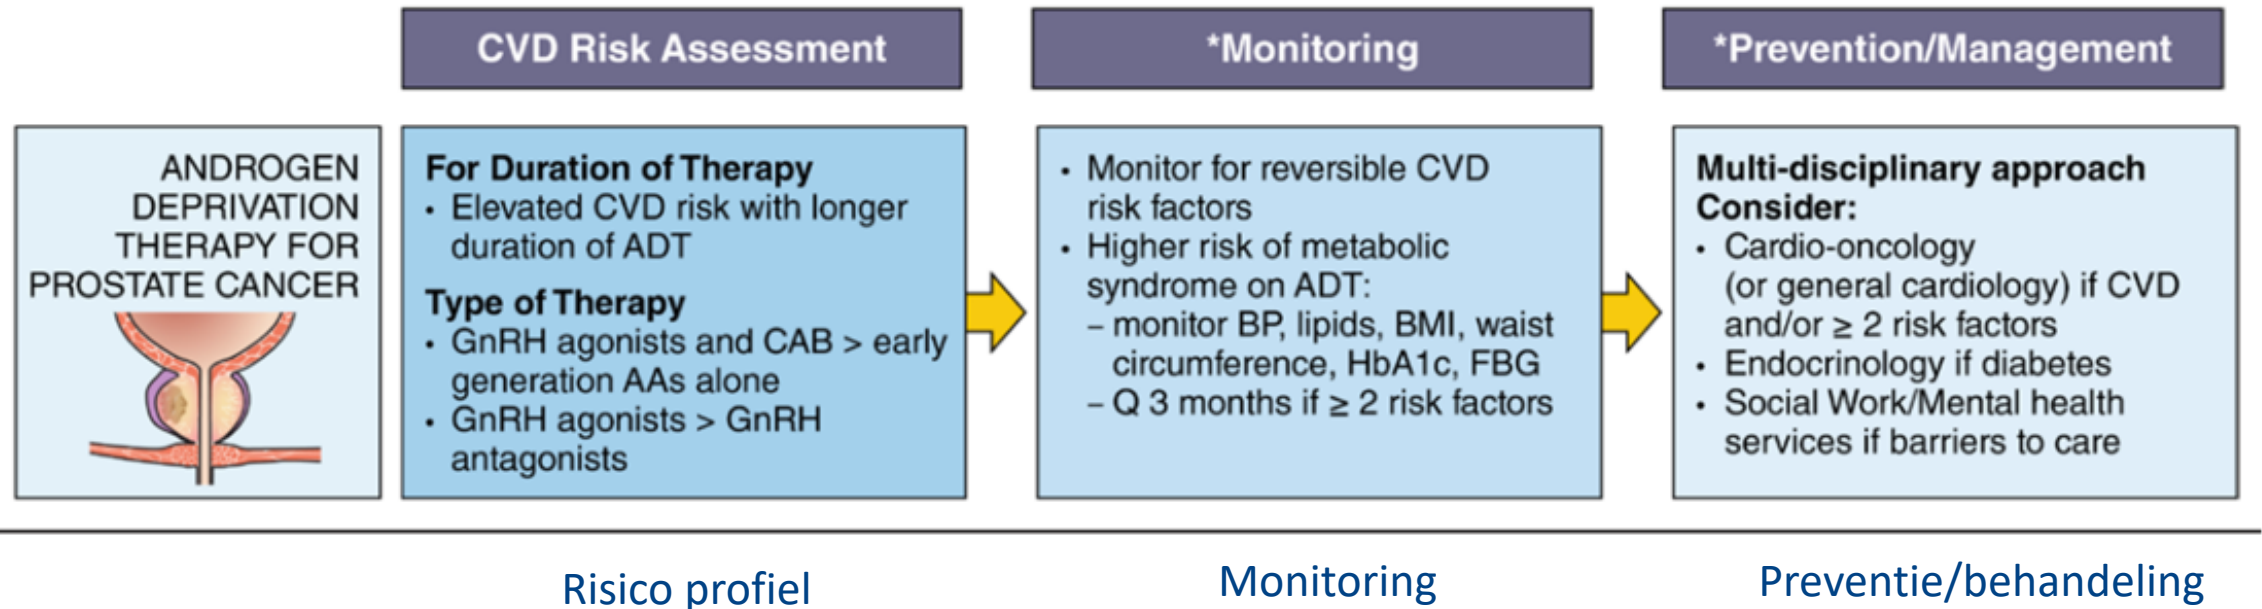 CVD Risk Assessment
*Monitoring
*Prevention/Management
ANDROGEN
DEPRIVATION
THERAPY FOR
PROSTATE CANCER
For Duration of Therapy
• Elevated CVD risk with longer
duration of ADT
Type of Therapy
• GnRH agonists and CAB > early
generation AAs alone
• GnRH agonists > GnRH
antagonists
• Monitor for reversible CVD
risk factors
• Higher risk of metabolic
syndrome on ADT:
– monitor BP, lipids, BMI, waist
circumference, HbA1c, FBG
– Q 3 months if ≥ 2 risk factors
Multi-disciplinary approach
Consider:
• Cardio-oncology
(or general cardiology) if CVD
and/or ≥ 2 risk factors
• Endocrinology if diabetes
• Social Work/Mental health
services if barriers to care
Risico profiel
Monitoring
Preventie/behandeling